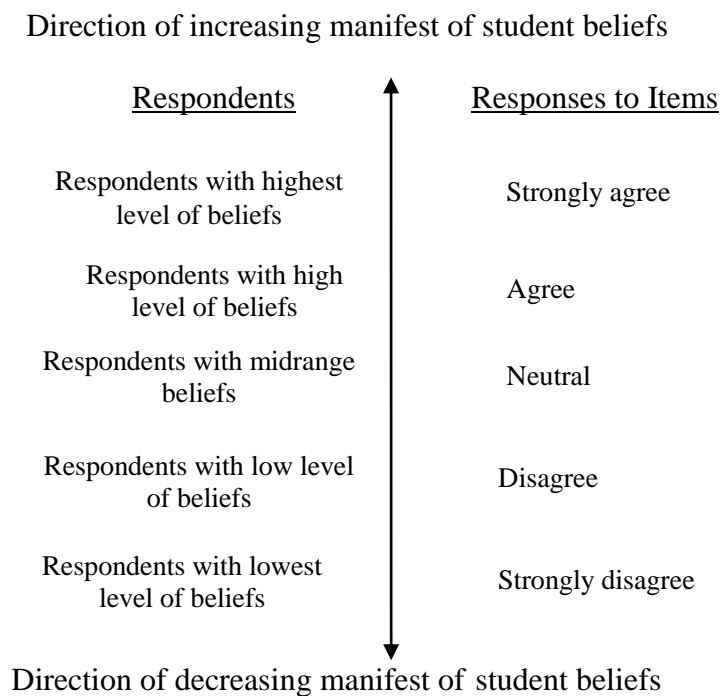 Direction of increasing manifest of student beliefs
Respondents
Responses to Items
Respondents with highest
level of beliefs
Strongly agree
Respondents with high
level of beliefs
Agree
Respondents with midrange
beliefs
Neutral
Respondents with low level
of beliefs
Disagree
Respondents with lowest
level of beliefs
Strongly disagree
Direction of decreasing manifest of student beliefs